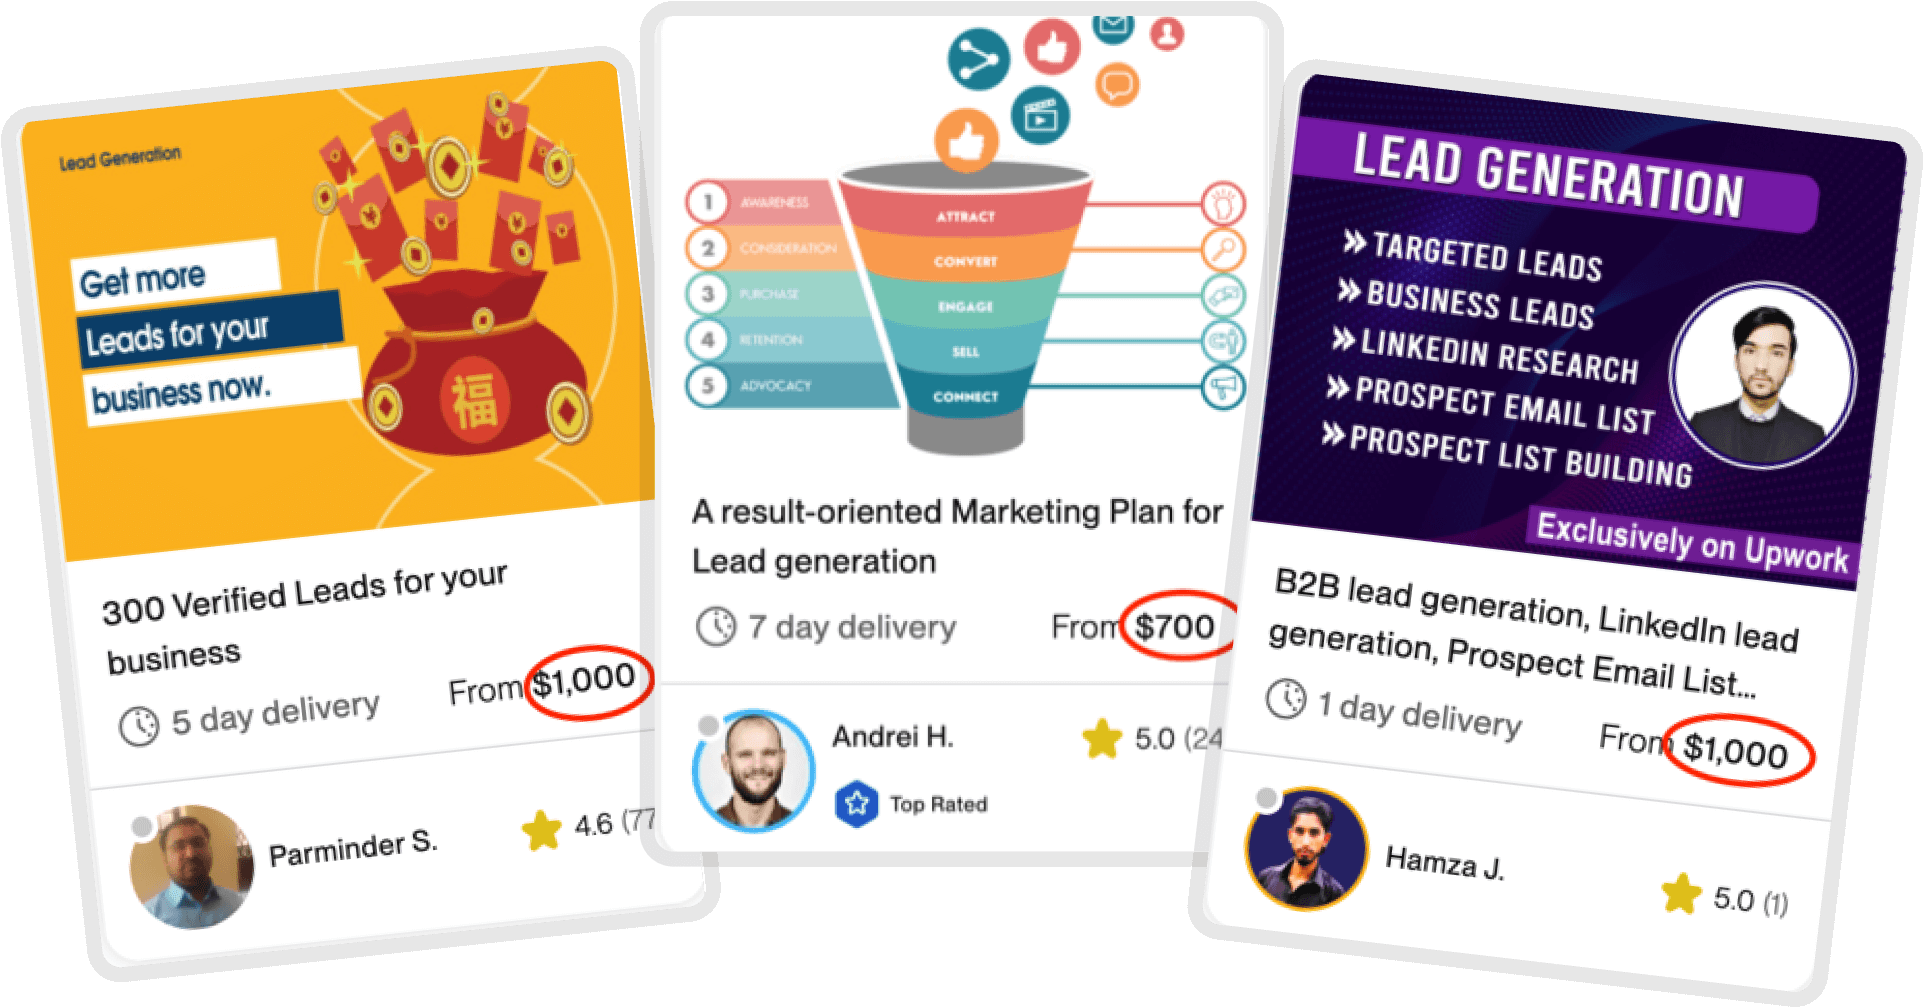 Lead Generation
Get more
Leads for your
business now.
福
300 Verified Leads for your
business
5 day delivery
From $1,000
Parminder S.
4.6 (77
1 AWARENESS
2 CONSIDERATION
3 PURCHASE
4 RETENTION
5 ADVOCACY
ATTRACT
CONVERT
ENGAGE
SELL
CONNECT
A result-oriented Marketing Plan for
Lead generation
7 day delivery
From $700
Andrei H.
5.0 (24
Top Rated
LEAD GENERATION
» TARGETED LEADS
» BUSINESS LEADS
» LINKEDIN RESEARCH
» PROSPECT EMAIL LIST
» PROSPECT LIST BUILDING
Exclusively on Upwork
B2B lead generation, LinkedIn lead
generation, Prospect Email List...
1 day delivery
From $1,000
Hamza J.
5.0 (1)